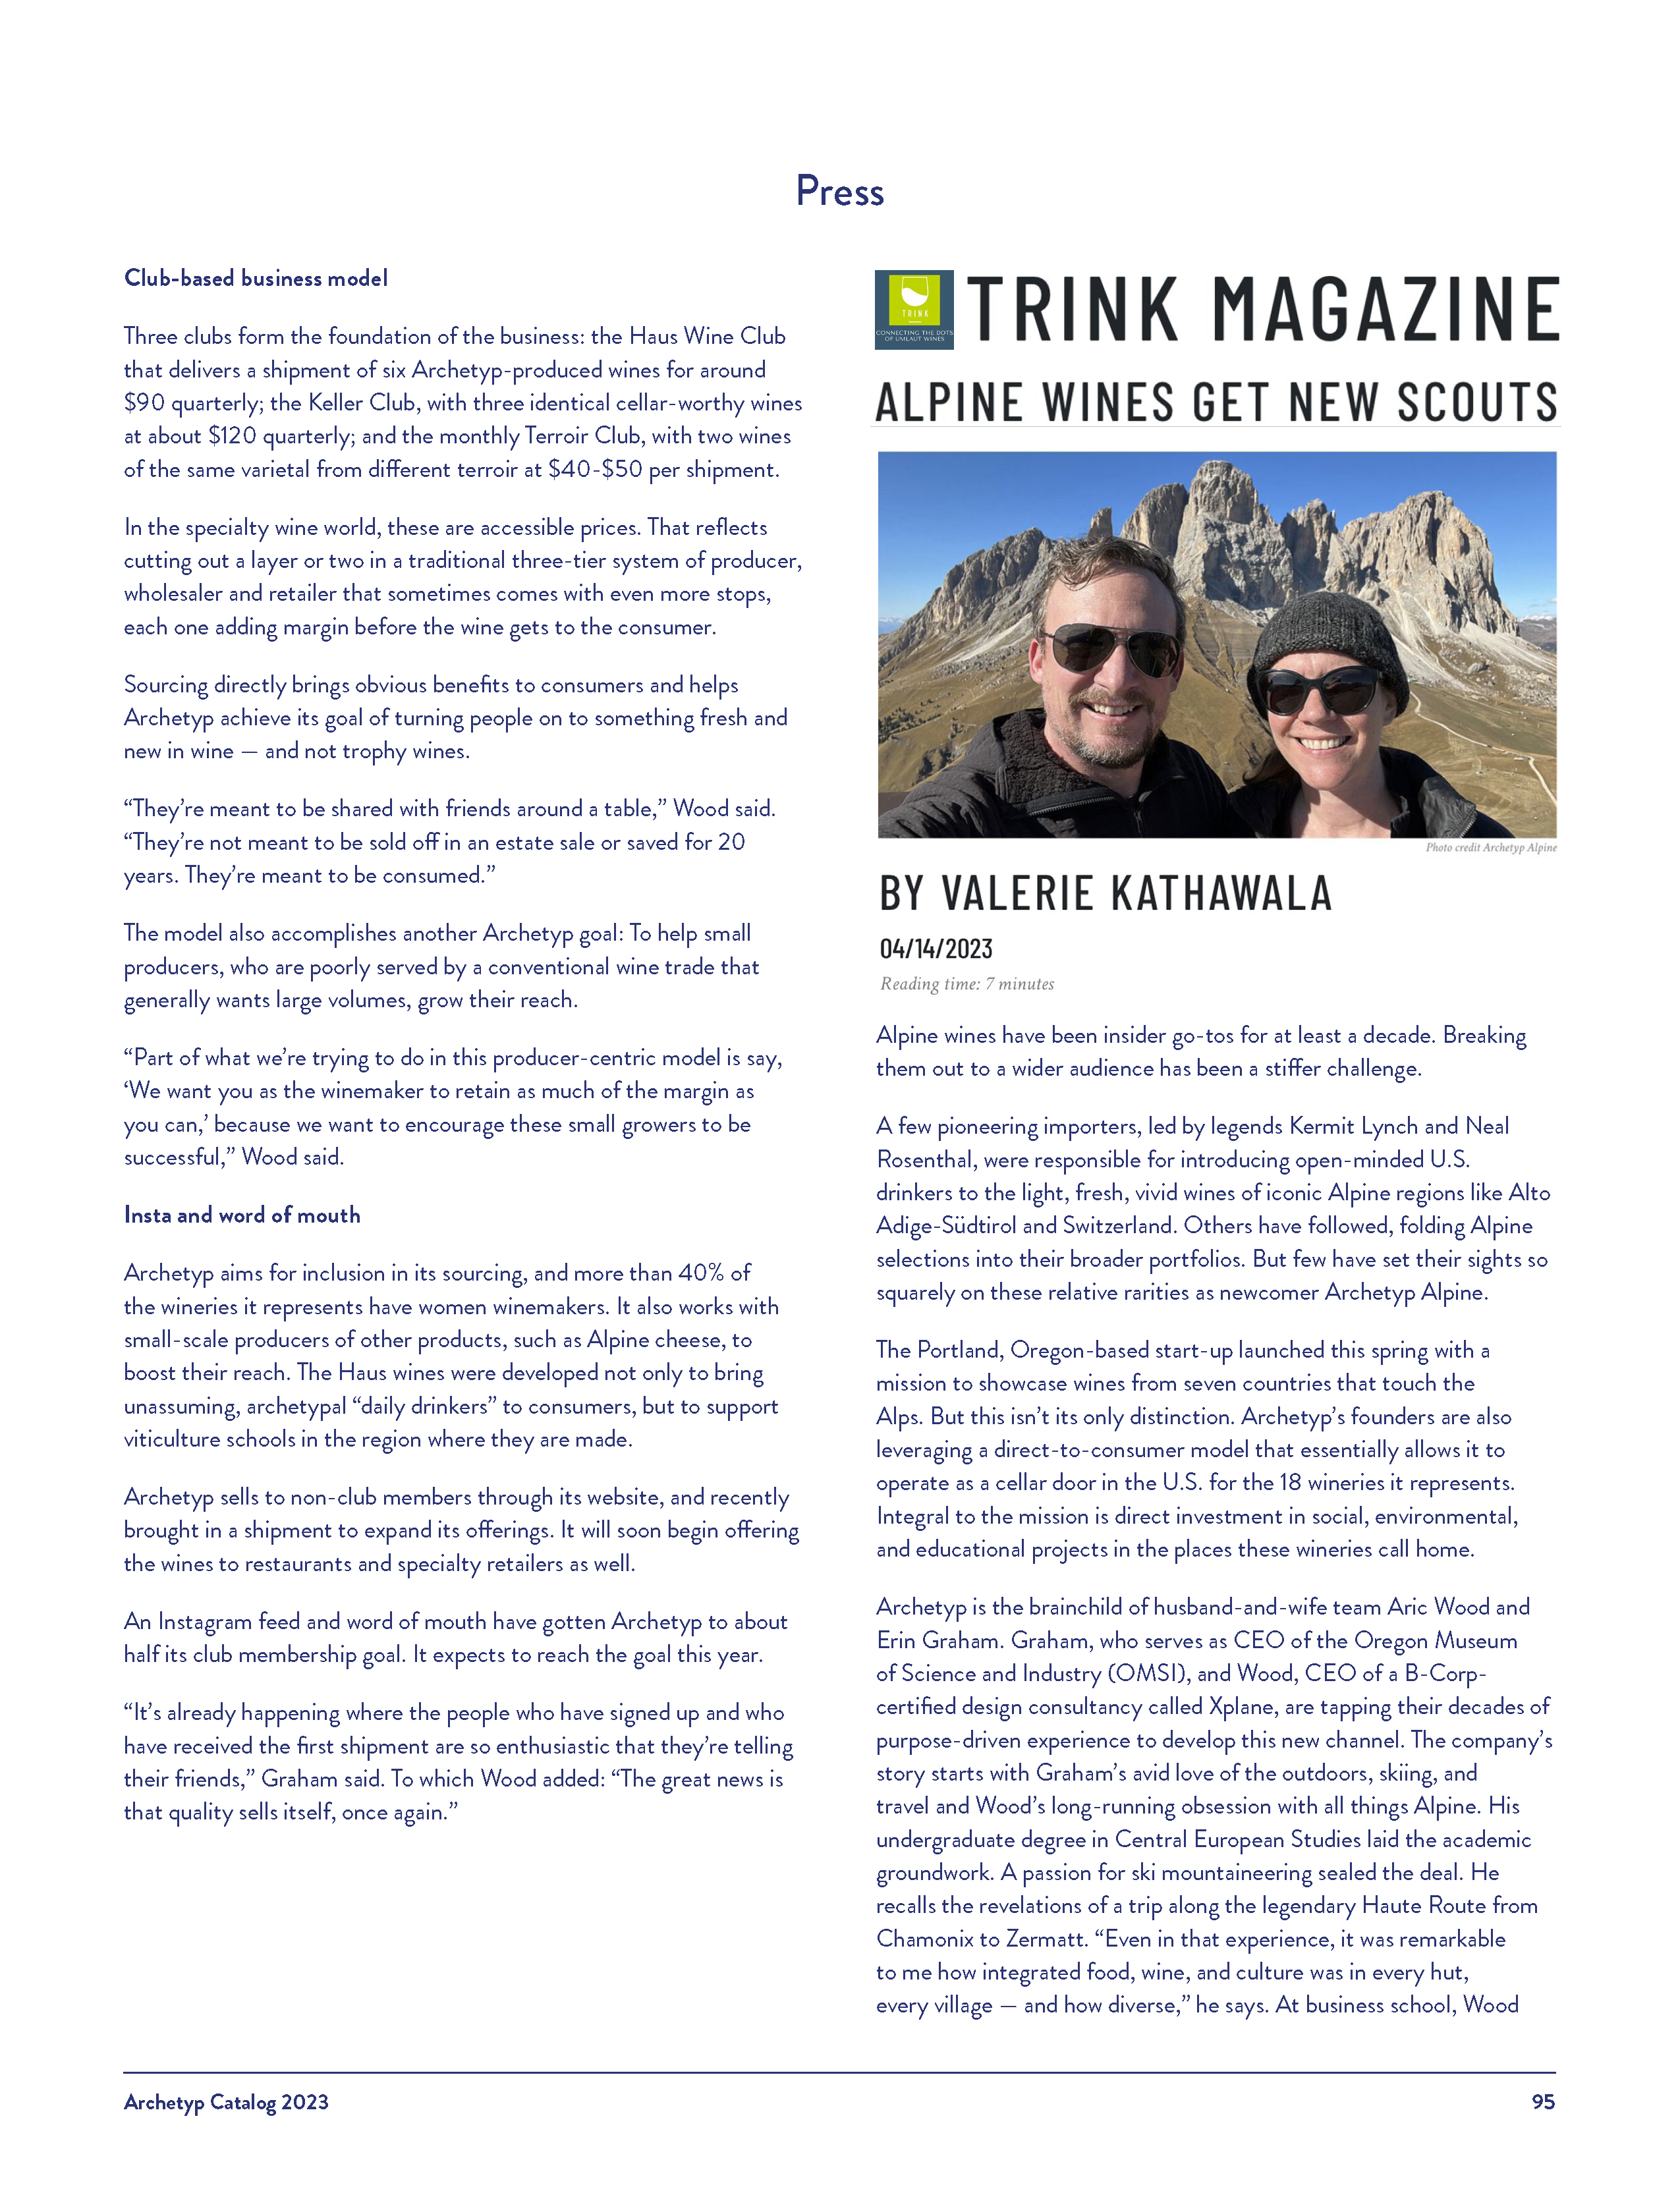 Press
Club-based business model
Three clubs form the foundation of the business: the Haus Wine Club
that delivers a shipment of six Archetyp-produced wines for around
$90 quarterly; the Keller Club, with three identical cellar-worthy wines
at about $120 quarterly; and the monthly Terroir Club, with two wines
of the same varietal from different terroir at $40-$50 per shipment.
In the specialty wine world, these are accessible prices. That reflects
cutting out a layer or two in a traditional three-tier system of producer,
wholesaler and retailer that sometimes comes with even more stops,
each one adding margin before the wine gets to the consumer.
Sourcing directly brings obvious benefits to consumers and helps
Archetyp achieve its goal of turning people on to something fresh and
new in wine — and not trophy wines.
“They’re meant to be shared with friends around a table,” Wood said.
“They’re not meant to be sold off in an estate sale or saved for 20
years. They’re meant to be consumed.”
The model also accomplishes another Archetyp goal: To help small
producers, who are poorly served by a conventional wine trade that
generally wants large volumes, grow their reach.
“Part of what we’re trying to do in this producer-centric model is say,
‘We want you as the winemaker to retain as much of the margin as
you can,’ because we want to encourage these small growers to be
successful,” Wood said.
Insta and word of mouth
Archetyp aims for inclusion in its sourcing, and more than 40% of
the wineries it represents have women winemakers. It also works with
small-scale producers of other products, such as Alpine cheese, to
boost their reach. The Haus wines were developed not only to bring
unassuming, archetypal “daily drinkers” to consumers, but to support
viticulture schools in the region where they are made.
Archetyp sells to non-club members through its website, and recently
brought in a shipment to expand its offerings. It will soon begin offering
the wines to restaurants and specialty retailers as well.
An Instagram feed and word of mouth have gotten Archetyp to about
half its club membership goal. It expects to reach the goal this year.
“It’s already happening where the people who have signed up and who
have received the first shipment are so enthusiastic that they’re telling
their friends,” Graham said. To which Wood added: “The great news is
that quality sells itself, once again.”
TRINK
CONNECTING THE DOTS
OF UMLAUT WINES
TRINK MAGAZINE
ALPINE WINES GET NEW SCOUTS
Photo credit Archetyp Alpine
BY VALERIE KATHAWALA
04/14/2023
Reading time: 7 minutes
Alpine wines have been insider go-tos for at least a decade. Breaking
them out to a wider audience has been a stiffer challenge.
A few pioneering importers, led by legends Kermit Lynch and Neal
Rosenthal, were responsible for introducing open-minded U.S.
drinkers to the light, fresh, vivid wines of iconic Alpine regions like Alto
Adige-Südtirol and Switzerland. Others have followed, folding Alpine
selections into their broader portfolios. But few have set their sights so
squarely on these relative rarities as newcomer Archetyp Alpine.
The Portland, Oregon-based start-up launched this spring with a
mission to showcase wines from seven countries that touch the
Alps. But this isn’t its only distinction. Archetyp’s founders are also
leveraging a direct-to-consumer model that essentially allows it to
operate as a cellar door in the U.S. for the 18 wineries it represents.
Integral to the mission is direct investment in social, environmental,
and educational projects in the places these wineries call home.
Archetyp is the brainchild of husband-and-wife team Aric Wood and
Erin Graham. Graham, who serves as CEO of the Oregon Museum
of Science and Industry (OMSI), and Wood, CEO of a B-Corp-
certified design consultancy called Xplane, are tapping their decades of
purpose-driven experience to develop this new channel. The company’s
story starts with Graham’s avid love of the outdoors, skiing, and
travel and Wood’s long-running obsession with all things Alpine. His
undergraduate degree in Central European Studies laid the academic
groundwork. A passion for ski mountaineering sealed the deal. He
recalls the revelations of a trip along the legendary Haute Route from
Chamonix to Zermatt. “Even in that experience, it was remarkable
to me how integrated food, wine, and culture was in every hut,
every village — and how diverse,” he says. At business school, Wood
Archetyp Catalog 2023
95